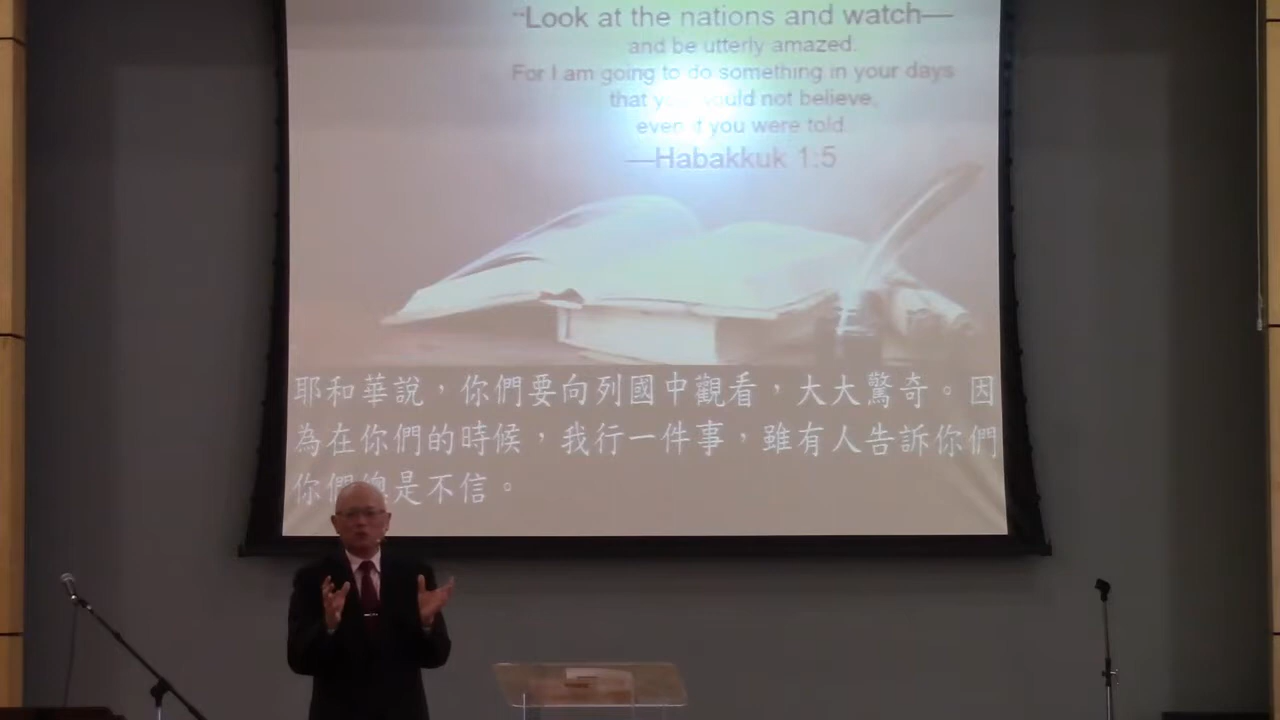 "Look at the nations and watch—
and be utterly amazed.
For I am going to do something in your days
that would not believe,
even if you were told.
—Habakkuk 1:5
耶和華說，你們要向列國中觀看，大大驚奇。因
為在你們的時候，我行一件事，雖有人告訴你們
你們總是不信。